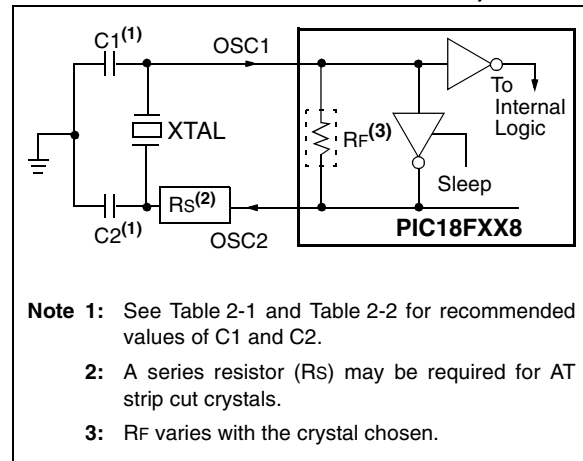 C1(1)
OSC1
To
Internal
Logic
XTAL
RF(3)
Sleep
C2(1)
RS(2)
OSC2
PIC18FXX8
Note 1: See Table 2-1 and Table 2-2 for recommended
values of C1 and C2.
2: A series resistor (RS) may be required for AT
strip cut crystals.
3: RF varies with the crystal chosen.